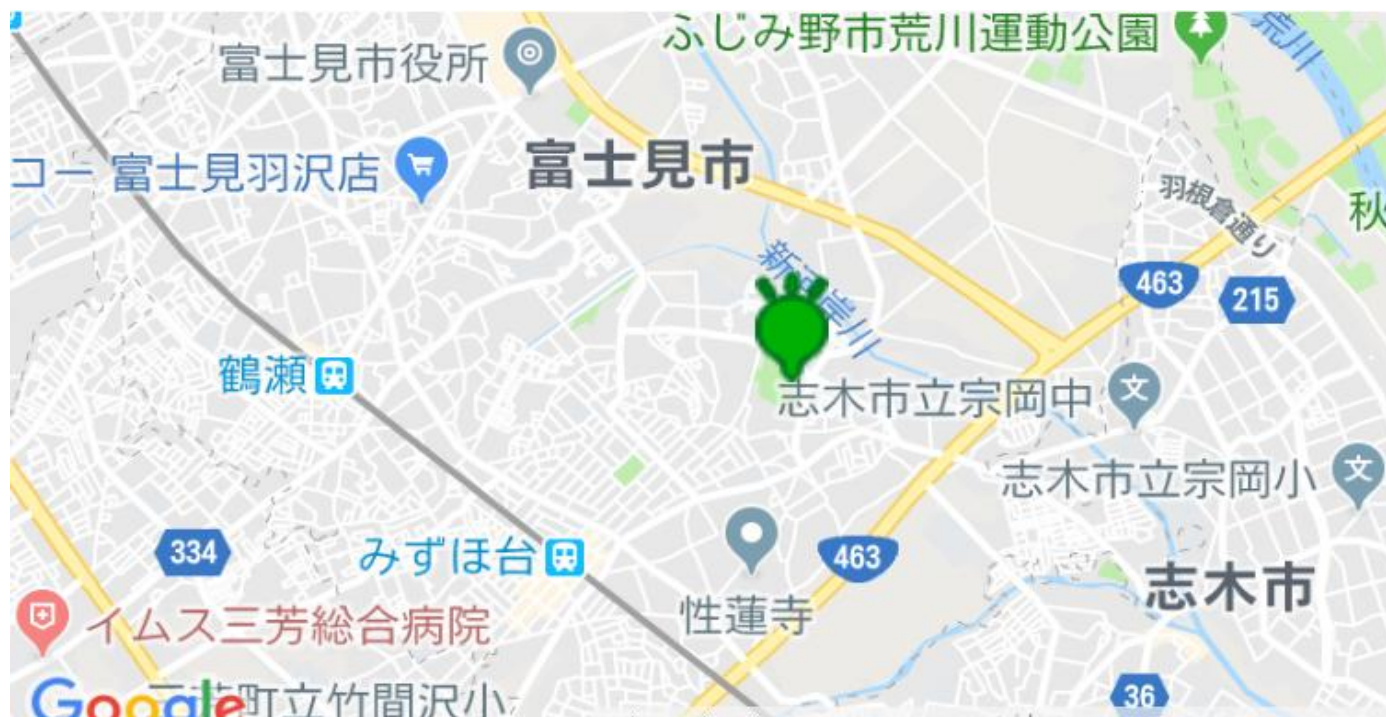 ふじみ野市荒川運動公園
荒川
富士見市役所
富士見市
コー 富士見羽沢店
羽根倉通り
秋
新河岸川
463
215
鶴瀬
志木市立宗岡中
志木市立宗岡小
334
みずほ台
463
志木市
性蓮寺
イムス三芳総合病院
36
Google
町立竹間沢小